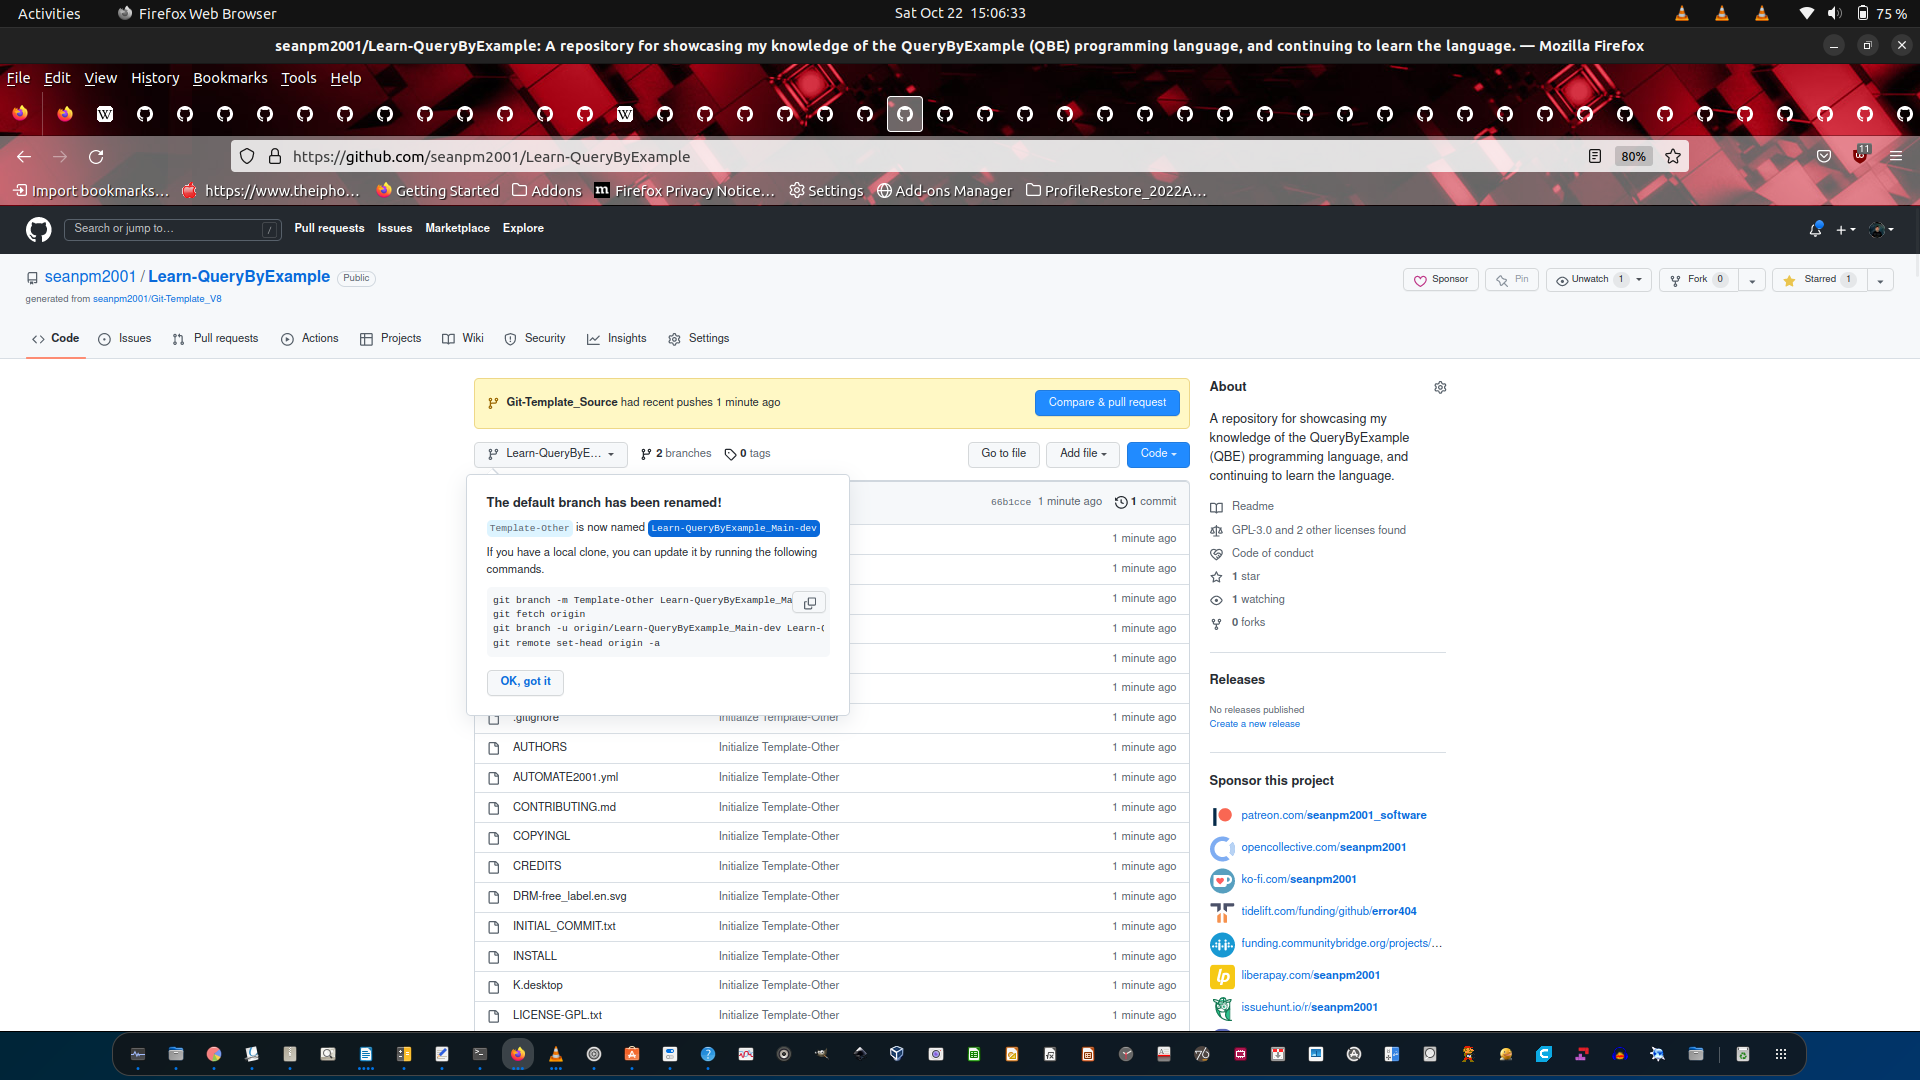 Activities
Firefox Web Browser
Sat Oct 22 15:06:33
75 %
seanpm2001/Learn-QueryByExample: A repository for showcasing my knowledge of the QueryByExample (QBE) programming language, and continuing to learn the language. — Mozilla Firefox
File Edit View History Bookmarks Tools Help
https://github.com/seanpm2001/Learn-QueryByExample
80%
11
Import bookmarks…
https://www.theipho…
Getting Started
Addons
Firefox Privacy Notice…
Settings
Add-ons Manager
ProfileRestore_2022A…
Search or jump to…
/
Pull requests Issues Marketplace Explore
seanpm2001 / Learn-QueryByExample Public
generated from seanpm2001/Git-Template_V8
Sponsor
Pin
Unwatch 1
Fork 0
Starred 1
Code
Issues
Pull requests
Actions
Projects
Wiki
Security
Insights
Settings
Git-Template_Source had recent pushes 1 minute ago
Compare & pull request
Learn-QueryByE…
2 branches
0 tags
Go to file
Add file
Code
66b1cce 1 minute ago 1 commit
The default branch has been renamed!
Template-Other is now named Learn-QueryByExample_Main-dev
If you have a local clone, you can update it by running the following
commands.
git branch -m Template-Other Learn-QueryByExample_Ma
git fetch origin
git branch -u origin/Learn-QueryByExample_Main-dev Learn-Q
git remote set-head origin -a
OK, got it
1 minute ago
1 minute ago
1 minute ago
1 minute ago
1 minute ago
1 minute ago
.gitignore Initialize Template-Other 1 minute ago
AUTHORS Initialize Template-Other 1 minute ago
AUTOMATE2001.yml Initialize Template-Other 1 minute ago
CONTRIBUTING.md Initialize Template-Other 1 minute ago
COPYINGL Initialize Template-Other 1 minute ago
CREDITS Initialize Template-Other 1 minute ago
DRM-free_label.en.svg Initialize Template-Other 1 minute ago
INITIAL_COMMIT.txt Initialize Template-Other 1 minute ago
INSTALL Initialize Template-Other 1 minute ago
K.desktop Initialize Template-Other 1 minute ago
LICENSE-GPL.txt Initialize Template-Other 1 minute ago
About
A repository for showcasing my
knowledge of the QueryByExample
(QBE) programming language, and
continuing to learn the language.
Readme
GPL-3.0 and 2 other licenses found
Code of conduct
1 star
1 watching
0 forks
Releases
No releases published
Create a new release
Sponsor this project
patreon.com/seanpm2001_software
opencollective.com/seanpm2001
ko-fi.com/seanpm2001
tidelift.com/funding/github/error404
funding.communitybridge.org/projects/…
liberapay.com/seanpm2001
issuehunt.io/r/seanpm2001